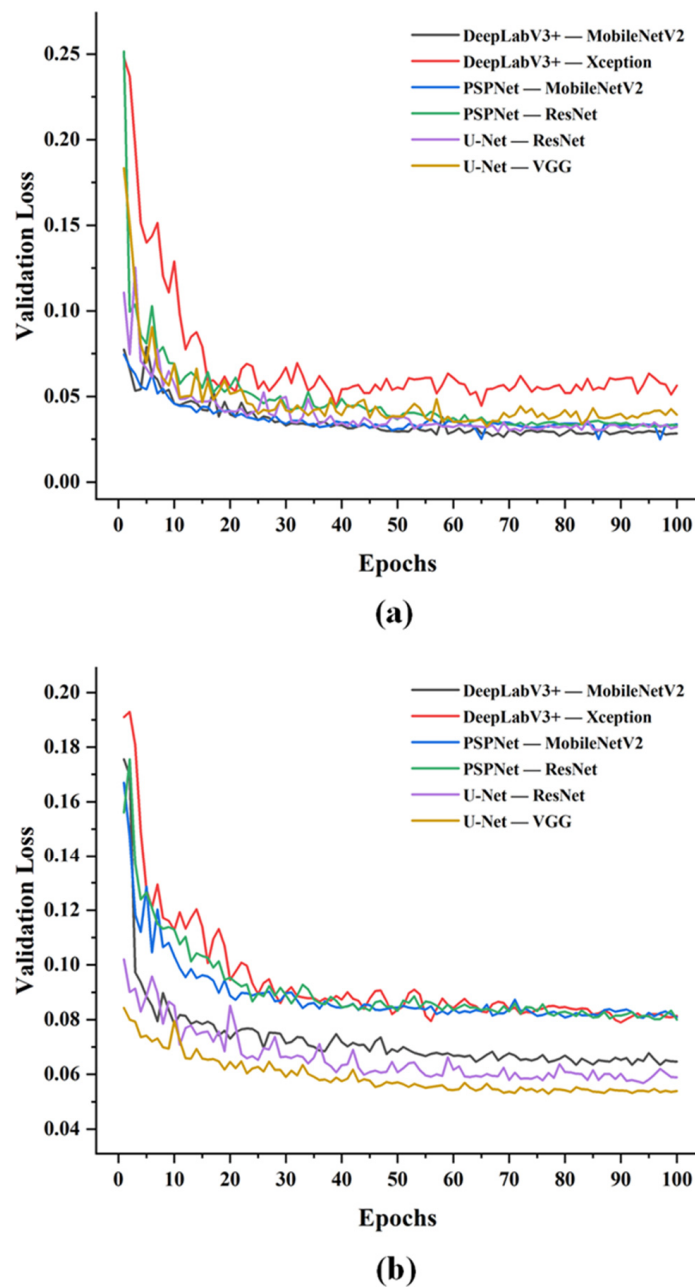 0.25
0.20
0.15
0.10
0.05
0.00
Validation Loss
DeepLabV3+ — MobileNetV2
DeepLabV3+ — Xception
PSPNet — MobileNetV2
PSPNet — ResNet
U-Net — ResNet
U-Net — VGG
0 10 20 30 40 50 60 70 80 90 100
Epochs
(a)
0.20
0.18
0.16
0.14
0.12
0.10
0.08
0.06
0.04
Validation Loss
DeepLabV3+ — MobileNetV2
DeepLabV3+ — Xception
PSPNet — MobileNetV2
PSPNet — ResNet
U-Net — ResNet
U-Net — VGG
0 10 20 30 40 50 60 70 80 90 100
Epochs
(b)